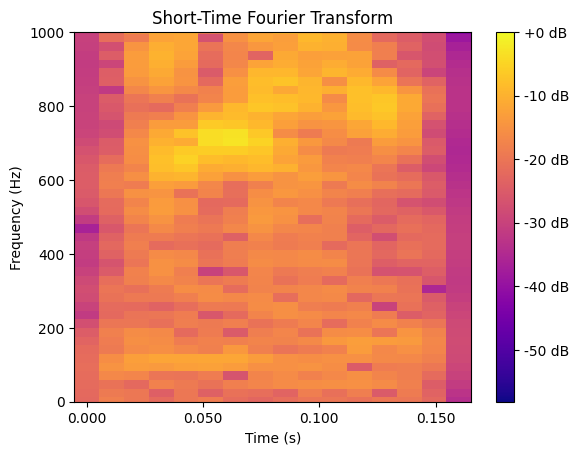 Short-Time Fourier Transform
Frequency (Hz)
1000
800
600
400
200
0
0.000
0.050
0.100
0.150
Time (s)
+0 dB
-10 dB
-20 dB
-30 dB
-40 dB
-50 dB